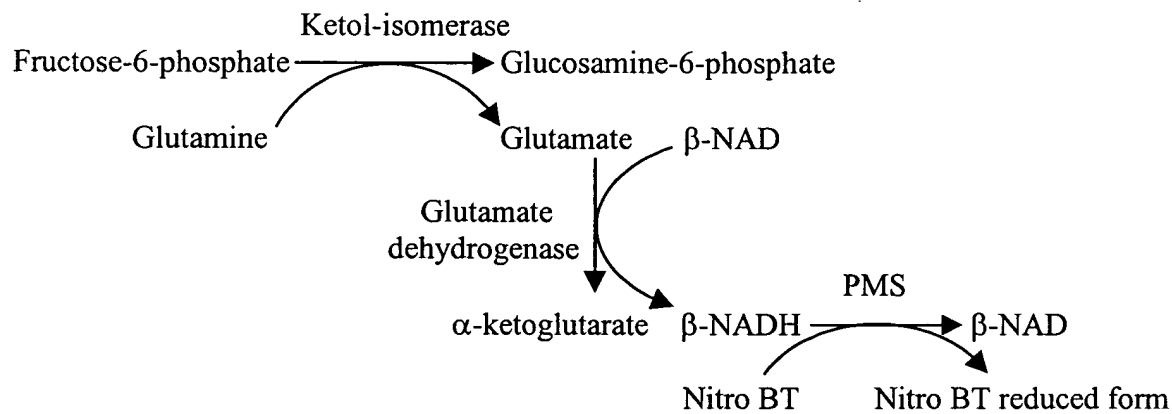 Ketol-isomerase
Fructose-6-phosphate Glucosamine-6-phosphate
Glutamine Glutamate β-NAD
Glutamate
dehydrogenase
PMS
α-ketoglutarate β-NADH β-NAD
Nitro BT Nitro BT reduced form